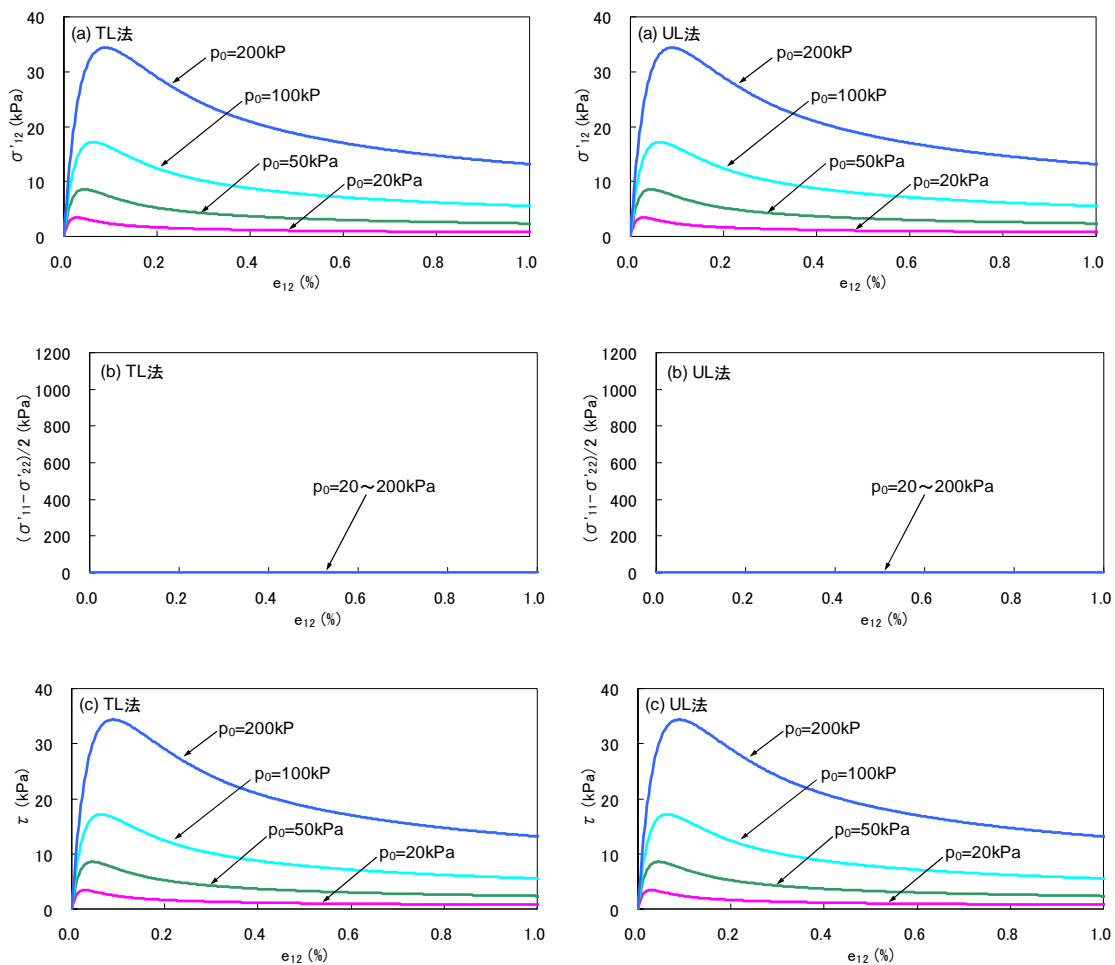 (a) TL法
p₀=200kP
p₀=100kP
p₀=50kPa
p₀=20kPa
σ'₁₂ (kPa)
40
30
20
10
0
0.0 0.2 0.4 0.6 0.8 1.0
e₁₂ (%)
(a) UL法
p₀=200kP
p₀=100kP
p₀=50kPa
p₀=20kPa
σ'₁₂ (kPa)
40
30
20
10
0
0.0 0.2 0.4 0.6 0.8 1.0
e₁₂ (%)
(b) TL法
p₀=20～200kPa
(σ'₁₁−σ'₂₂)/2 (kPa)
1200
1000
800
600
400
200
0
0.0 0.2 0.4 0.6 0.8 1.0
e₁₂ (%)
(b) UL法
p₀=20～200kPa
(σ'₁₁−σ'₂₂)/2 (kPa)
1200
1000
800
600
400
200
0
0.0 0.2 0.4 0.6 0.8 1.0
e₁₂ (%)
(c) TL法
p₀=200kP
p₀=100kP
p₀=50kPa
p₀=20kPa
τ (kPa)
40
30
20
10
0
0.0 0.2 0.4 0.6 0.8 1.0
e₁₂ (%)
(c) UL法
p₀=200kP
p₀=100kP
p₀=50kPa
p₀=20kPa
τ (kPa)
40
30
20
10
0
0.0 0.2 0.4 0.6 0.8 1.0
e₁₂ (%)